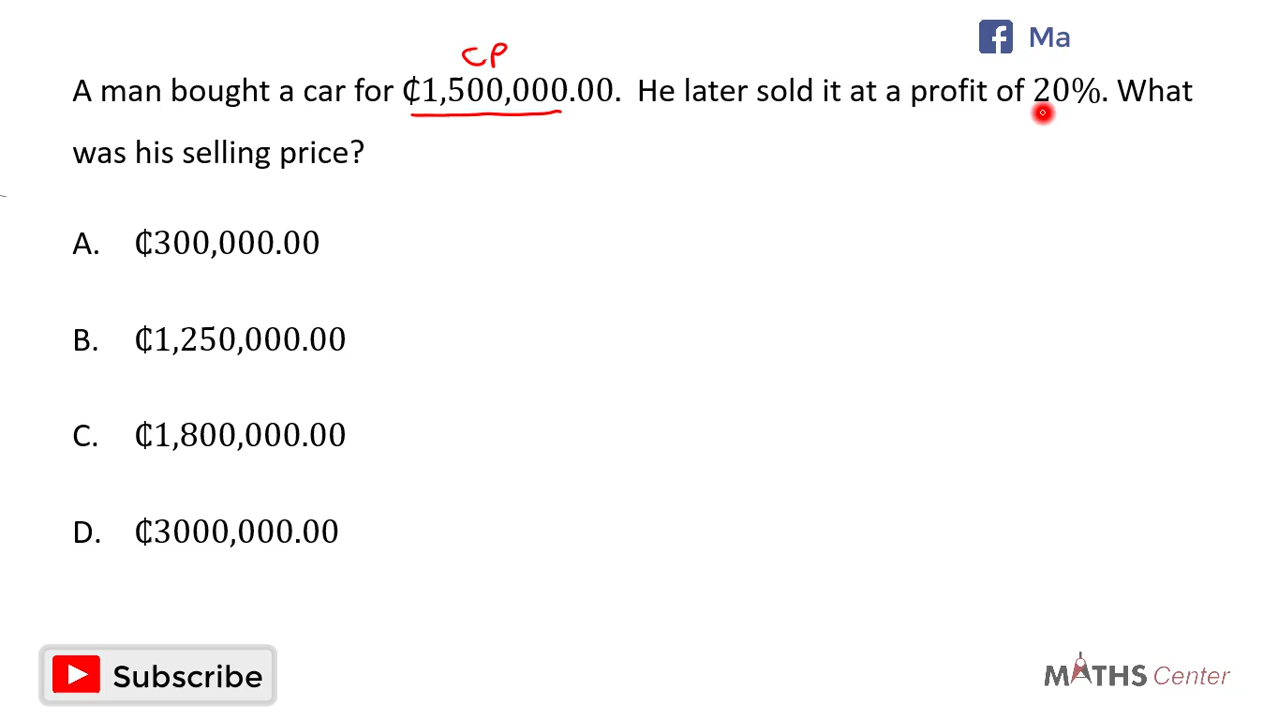 Ma
CP
A man bought a car for ₵1,500,000.00. He later sold it at a profit of 20%. What
was his selling price?
A. ₵300,000.00
B. ₵1,250,000.00
C. ₵1,800,000.00
D. ₵3000,000.00
Subscribe
MATHS Center